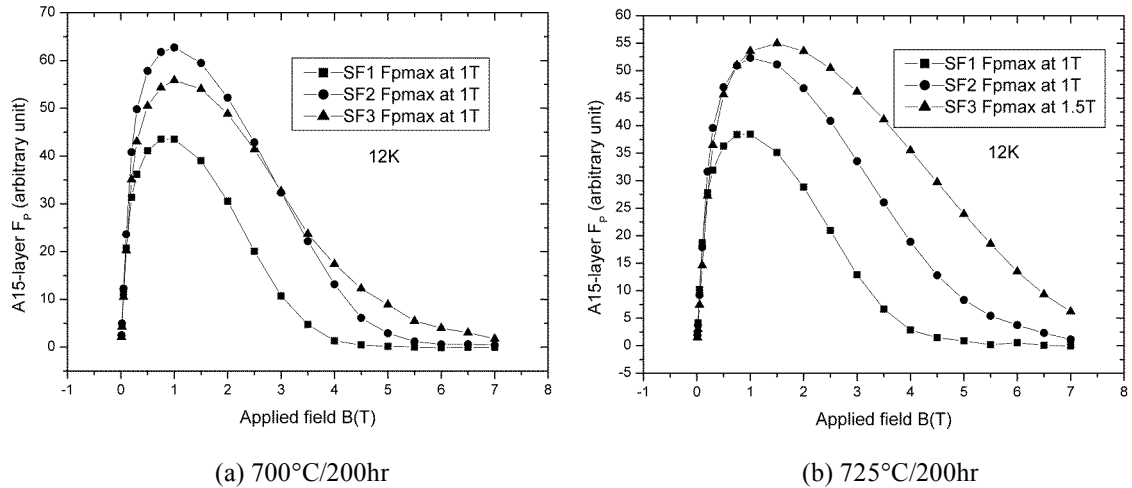 70
60
50
40
30
20
10
0
A15-layer F_P (arbitrary unit)
SF1 Fpmax at 1T
SF2 Fpmax at 1T
SF3 Fpmax at 1T
12K
-1 0 1 2 3 4 5 6 7 8
Applied field B(T)
(a) 700°C/200hr
60
55
50
45
40
35
30
25
20
15
10
5
0
-5
A15-layer F_P (arbitrary unit)
SF1 Fpmax at 1T
SF2 Fpmax at 1T
SF3 Fpmax at 1.5T
12K
-1 0 1 2 3 4 5 6 7 8
Applied field B(T)
(b) 725°C/200hr